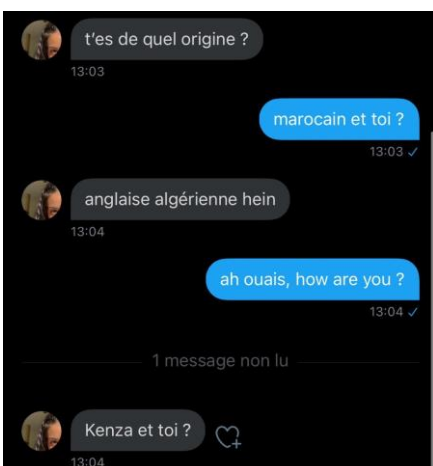 t'es de quel origine ?
13:03
marocain et toi ?
13:03 ✓
anglaise algérienne hein
13:04
ah ouais, how are you ?
13:04 ✓
1 message non lu
Kenza et toi ?
13:04